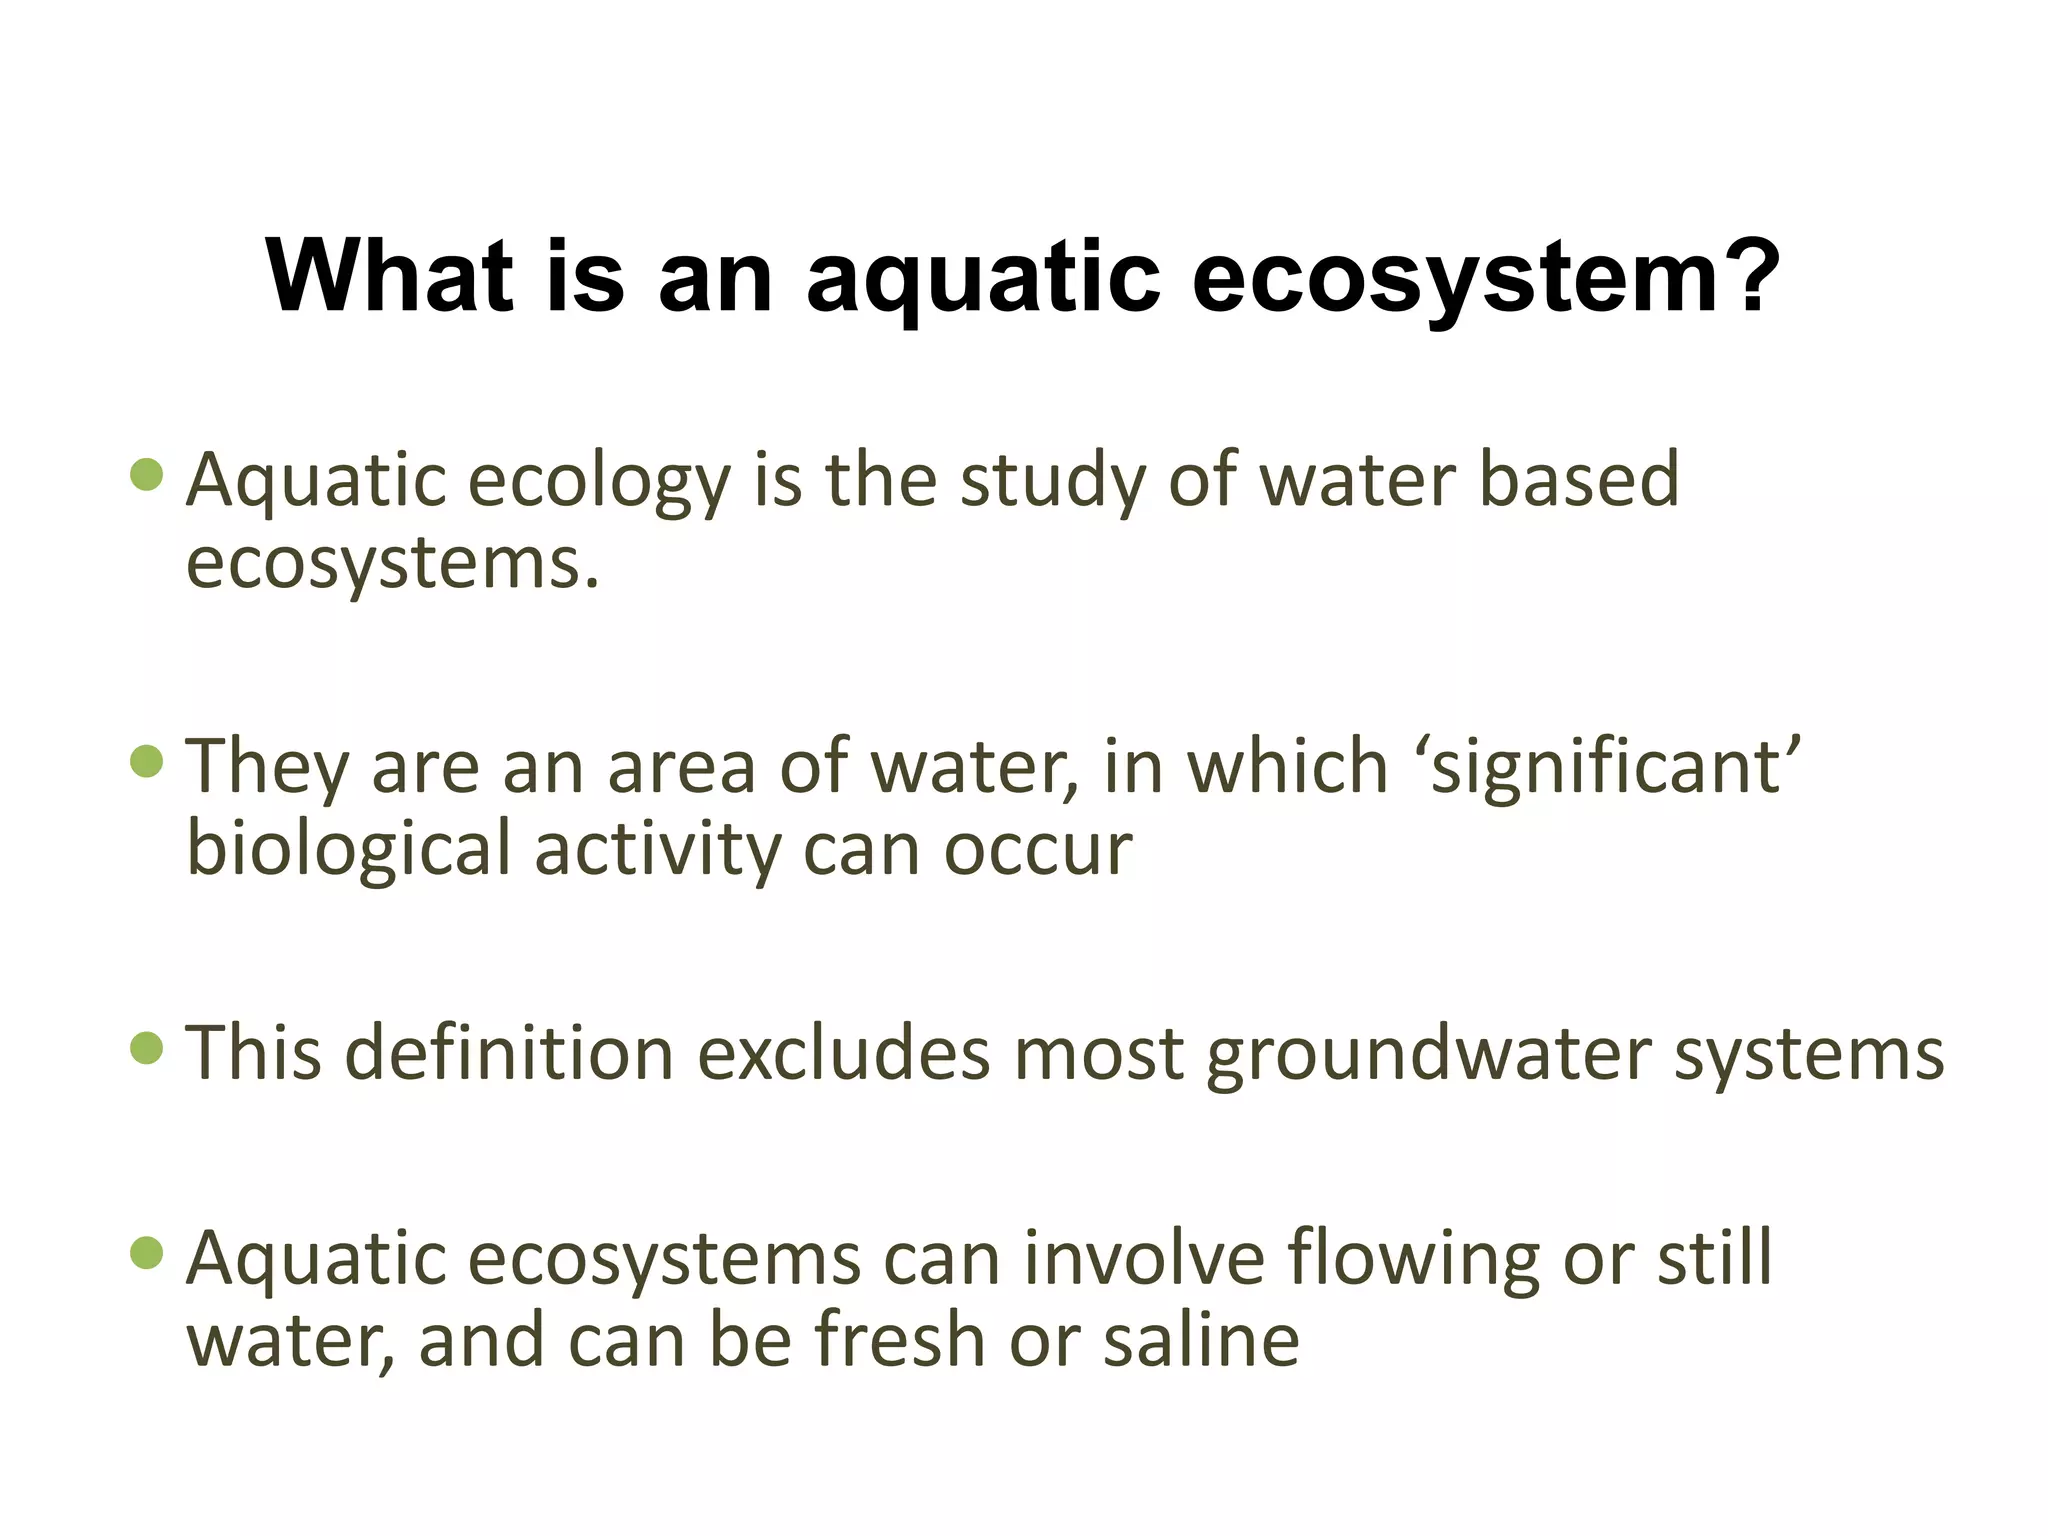 What is an aquatic ecosystem?
• Aquatic ecology is the study of water based
ecosystems.
• They are an area of water, in which ‘significant’
biological activity can occur
• This definition excludes most groundwater systems
• Aquatic ecosystems can involve flowing or still
water, and can be fresh or saline